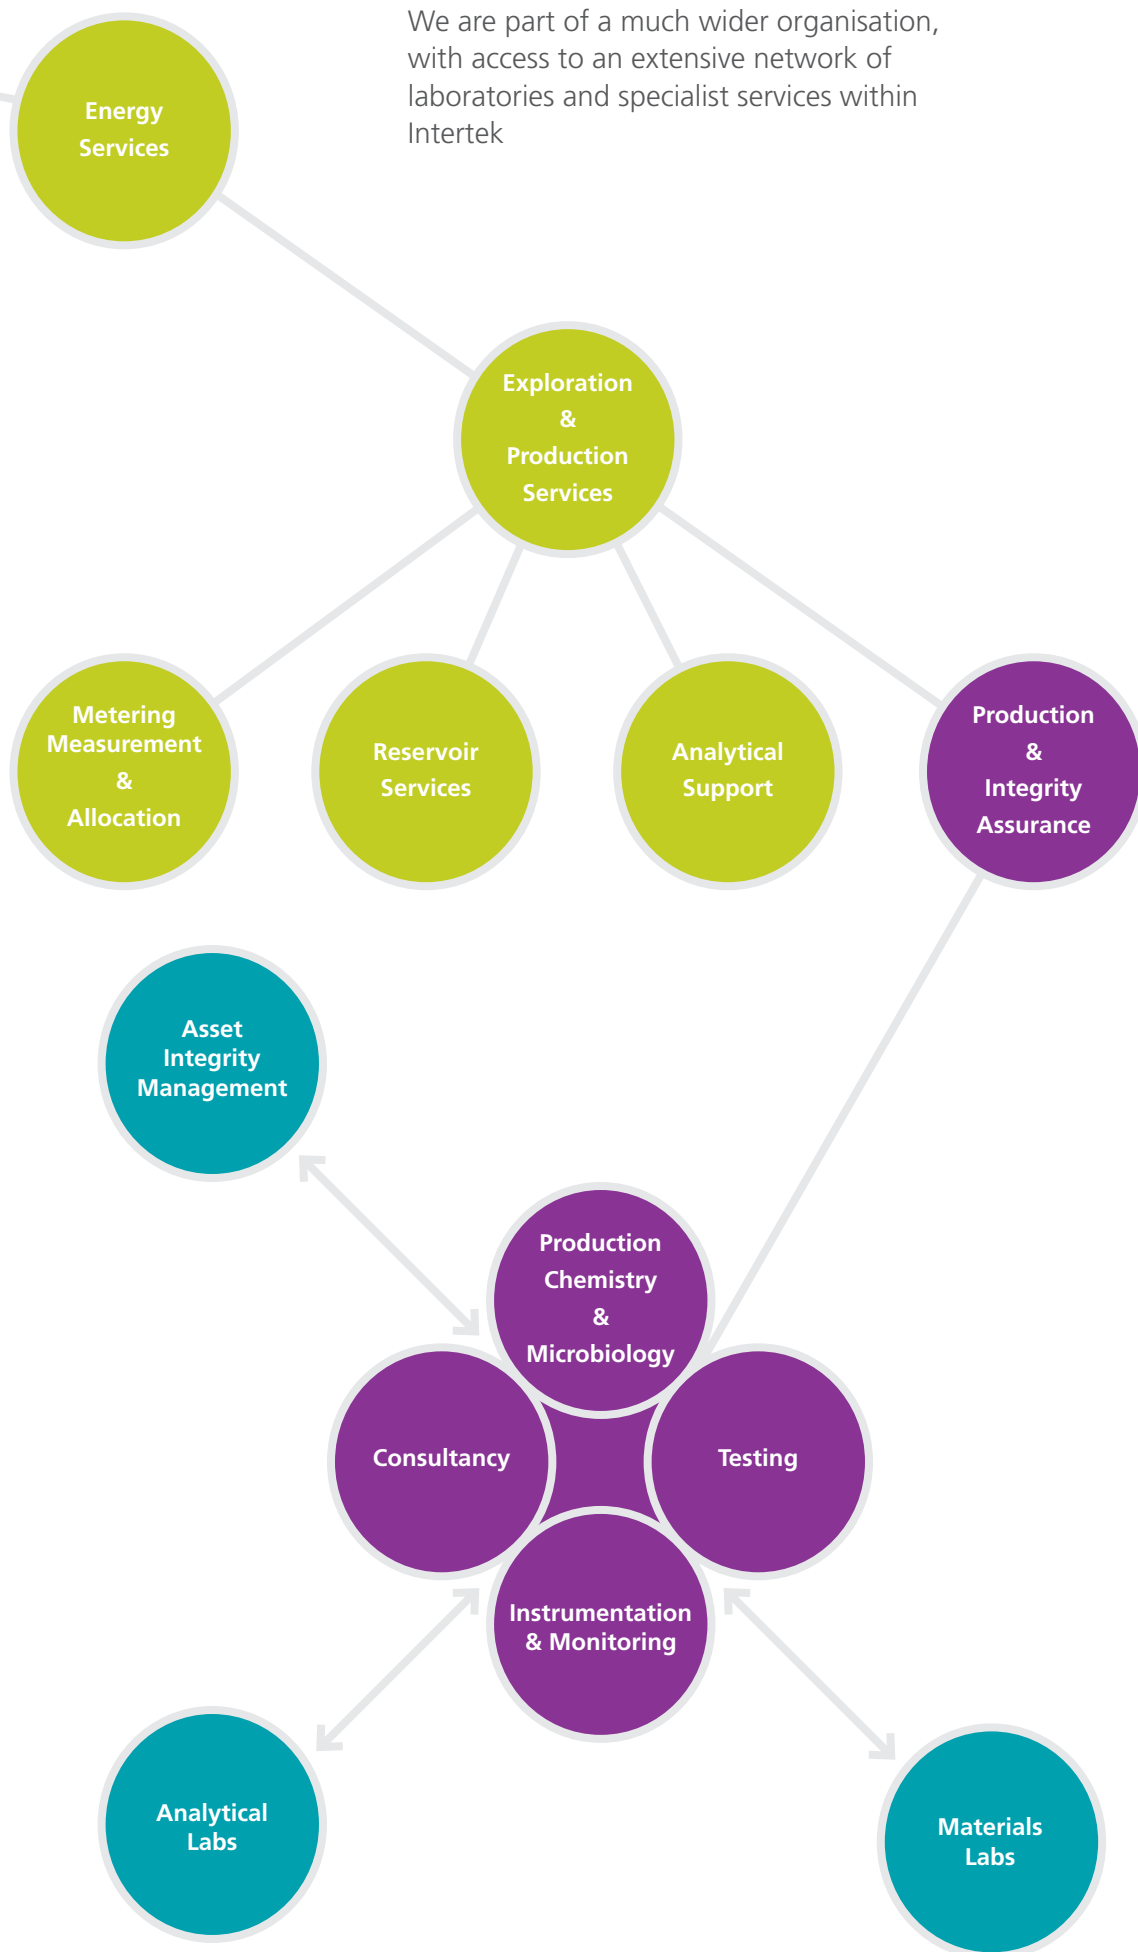 We are part of a much wider organisation,
with access to an extensive network of
laboratories and specialist services within
Intertek
Energy
Services
Exploration
&
Production
Services
Metering
Measurement
&
Allocation
Reservoir
Services
Analytical
Support
Production
&
Integrity
Assurance
Asset
Integrity
Management
Production
Chemistry
&
Microbiology
Consultancy
Testing
Instrumentation
& Monitoring
Analytical
Labs
Materials
Labs